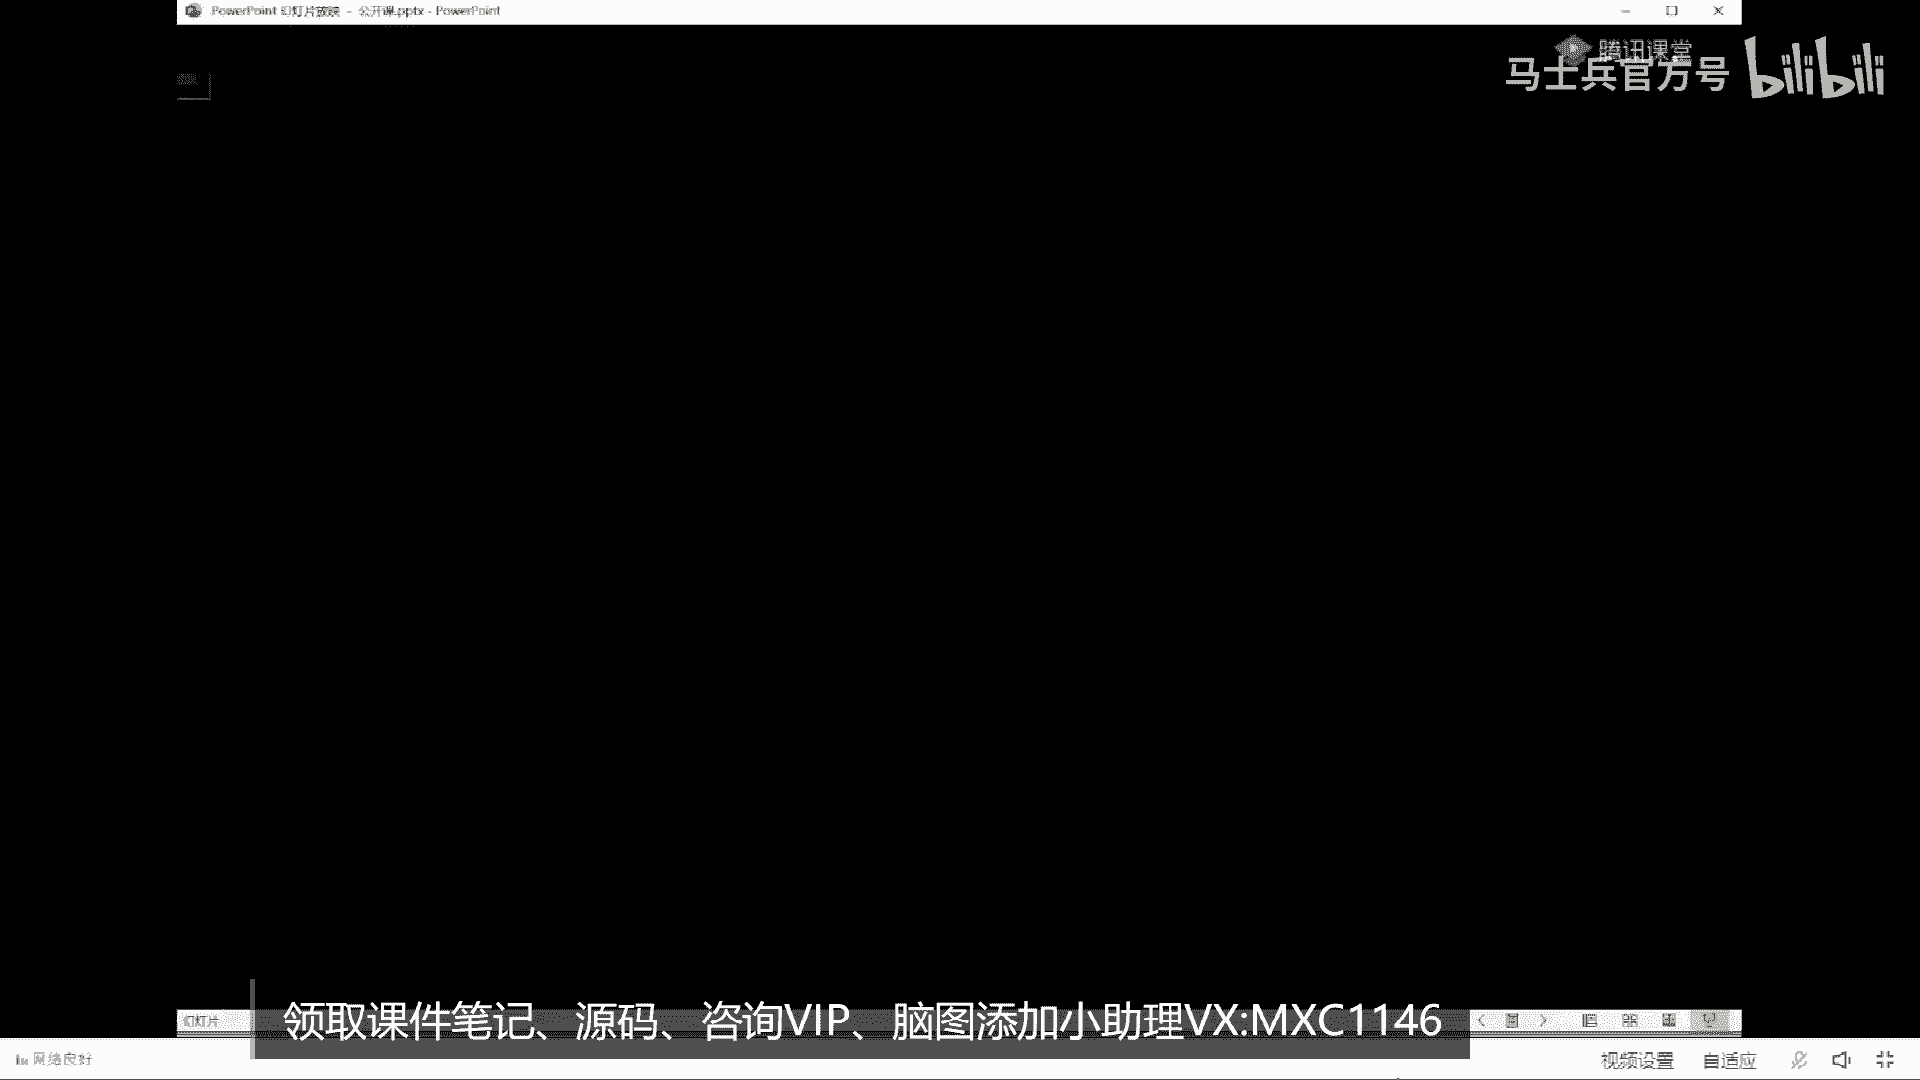 PowerPoint 幻灯片放映 - 公开课.pptx - PowerPoint
腾讯课堂
马士兵官方号 bilibili
幻灯片
领取课件笔记、源码、咨询VIP、脑图添加小助理VX:MXC1146
网络良好
视频设置 自适应